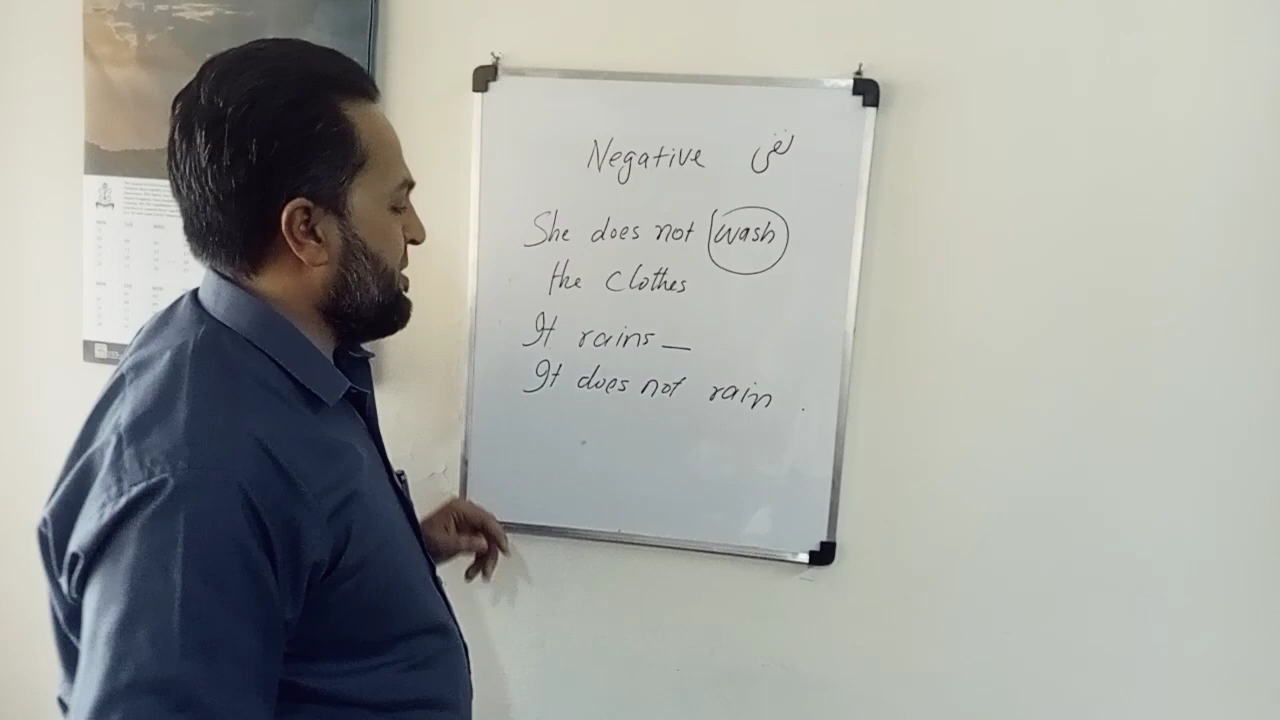 Negative نفی
She does not wash
the clothes
It rains _
It does not rain .